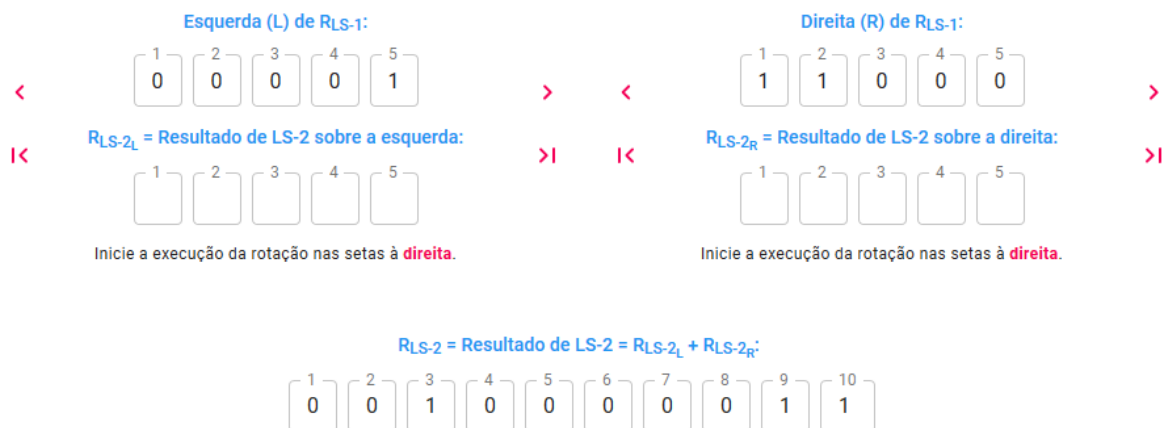 Esquerda (L) de RLS-1:
1 2 3 4 5
0 0 0 0 1
RLS-2L = Resultado de LS-2 sobre a esquerda:
1 2 3 4 5
Inicie a execução da rotação nas setas à direita.
Direita (R) de RLS-1:
1 2 3 4 5
1 1 0 0 0
RLS-2R = Resultado de LS-2 sobre a direita:
1 2 3 4 5
Inicie a execução da rotação nas setas à direita.
RLS-2 = Resultado de LS-2 = RLS-2L + RLS-2R:
1 2 3 4 5 6 7 8 9 10
0 0 1 0 0 0 0 0 1 1